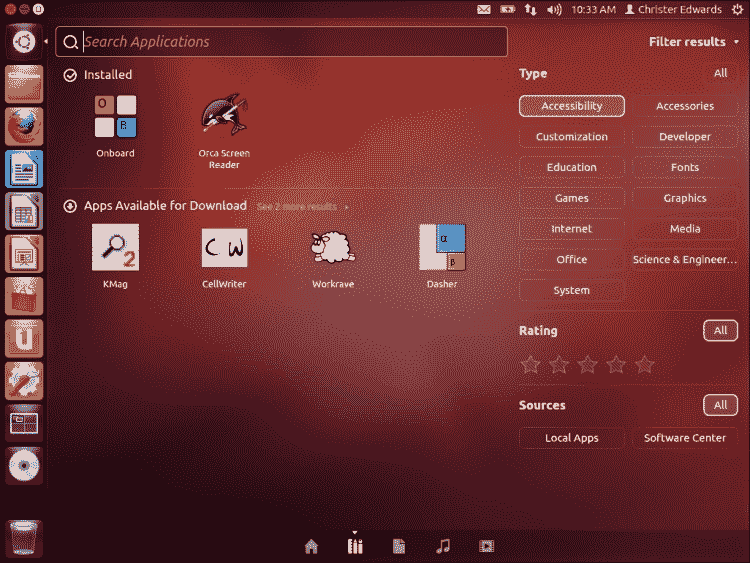 10:33 AM Christer Edwards
Search Applications
Filter results
Installed
Onboard
Orca Screen
Reader
Apps Available for Download See 2 more results
KMag
CellWriter
Workrave
Dasher
Type All
Accessibility Accessories
Customization Developer
Education Fonts
Games Graphics
Internet Media
Office Science & Engineer...
System
Rating All
Sources All
Local Apps Software Center